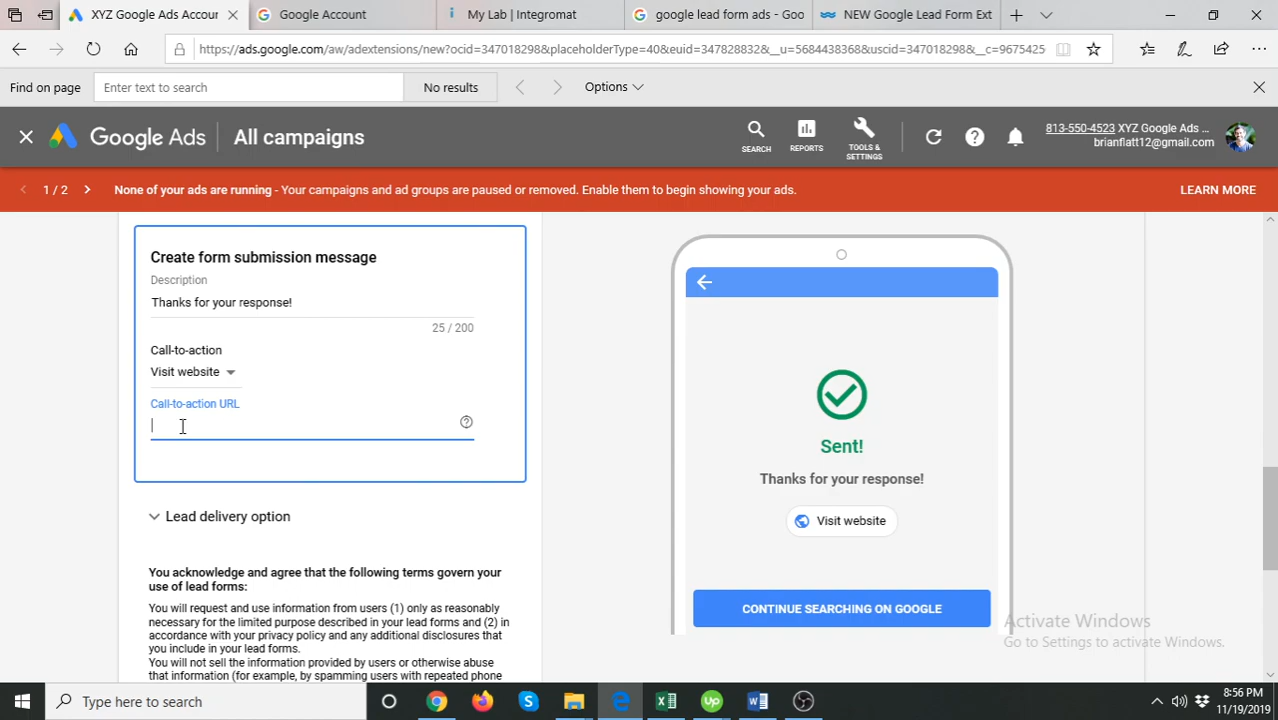 XYZ Google Ads Accour
Google Account
My Lab | Integromat
google lead form ads - Goo
NEW Google Lead Form Ext
https://ads.google.com/aw/adextensions/new?ocid=347018298&placeholderType=40&euid=347828832&__u=5684438368&uscid=347018298&__c=9675425
Find on page
Enter text to search
No results
Options
Google Ads
All campaigns
SEARCH
REPORTS
TOOLS &
SETTINGS
813-550-4523 XYZ Google Ads ...
brianflatt12@gmail.com
1 / 2
None of your ads are running - Your campaigns and ad groups are paused or removed. Enable them to begin showing your ads.
LEARN MORE
Create form submission message
Description
Thanks for your response!
25 / 200
Call-to-action
Visit website
Call-to-action URL
Lead delivery option
You acknowledge and agree that the following terms govern your
use of lead forms:
You will request and use information from users (1) only as reasonably
necessary for the limited purpose described in your lead forms and (2) in
accordance with your privacy policy and any additional disclosures that
you include in your lead forms.
You will not sell the information provided by users or otherwise abuse
that information (for example, by spamming users with repeated phone
Sent!
Thanks for your response!
Visit website
CONTINUE SEARCHING ON GOOGLE
Activate Windows
Go to Settings to activate Windows.
Type here to search
8:56 PM
11/19/2019